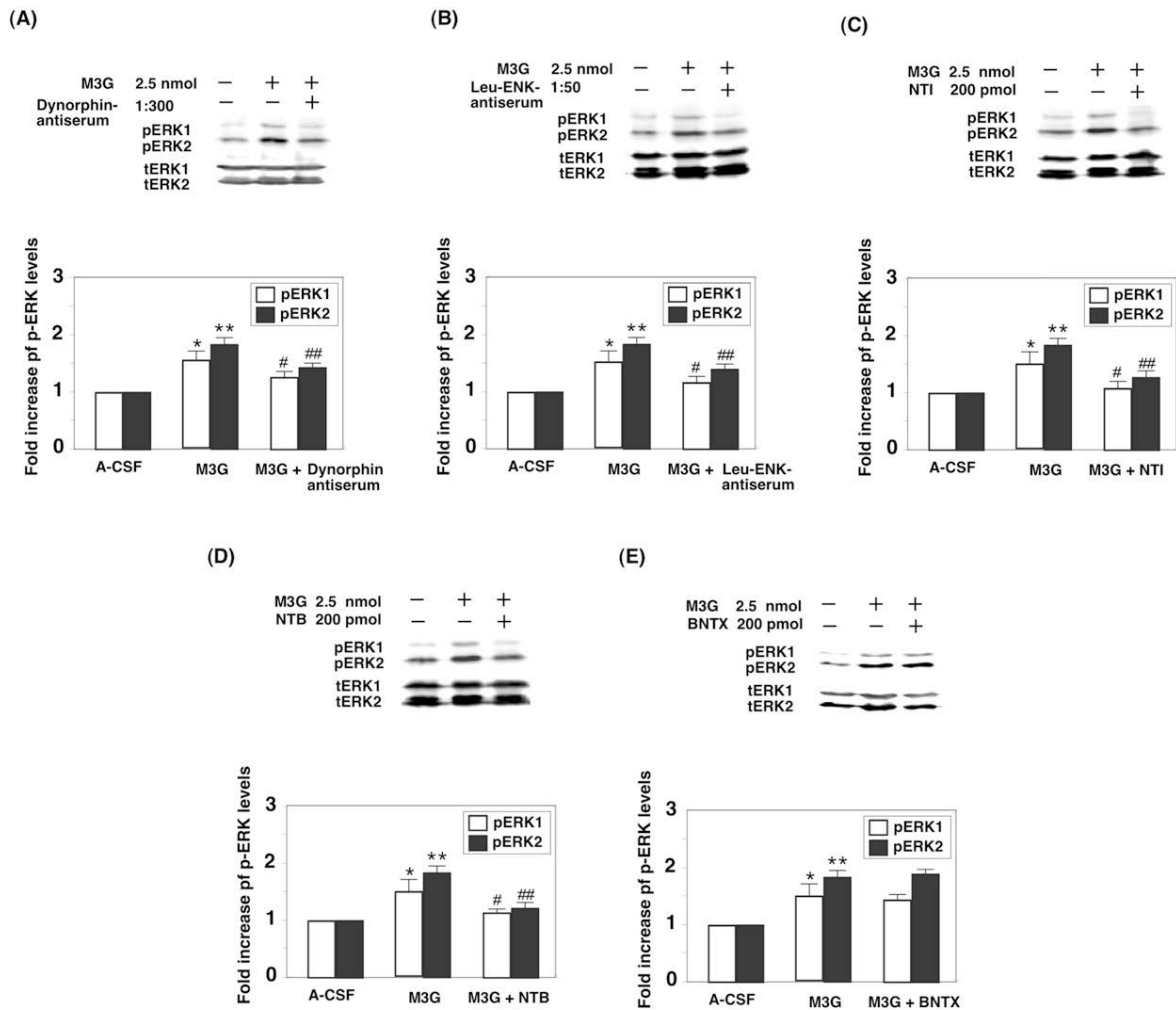 (A)
M3G 2.5 nmol − + +
Dynorphin- 1:300 − − +
antiserum
pERK1
pERK2
tERK1
tERK2
Fold increase pf p-ERK levels
3
2
1
0
pERK1
pERK2
* **
# ##
A-CSF M3G M3G + Dynorphin
antiserum
(B)
M3G 2.5 nmol − + +
Leu-ENK- 1:50 − − +
antiserum
pERK1
pERK2
tERK1
tERK2
Fold increase pf p-ERK levels
3
2
1
0
pERK1
pERK2
* **
# ##
A-CSF M3G M3G + Leu-ENK-
antiserum
(C)
M3G 2.5 nmol − + +
NTI 200 pmol − − +
pERK1
pERK2
tERK1
tERK2
Fold increase pf p-ERK levels
3
2
1
0
pERK1
pERK2
* **
# ##
A-CSF M3G M3G + NTI
(D)
M3G 2.5 nmol − + +
NTB 200 pmol − − +
pERK1
pERK2
tERK1
tERK2
Fold increase pf p-ERK levels
3
2
1
0
pERK1
pERK2
* **
# ##
A-CSF M3G M3G + NTB
(E)
M3G 2.5 nmol − + +
BNTX 200 pmol − − +
pERK1
pERK2
tERK1
tERK2
Fold increase pf p-ERK levels
3
2
1
0
pERK1
pERK2
* **
A-CSF M3G M3G + BNTX